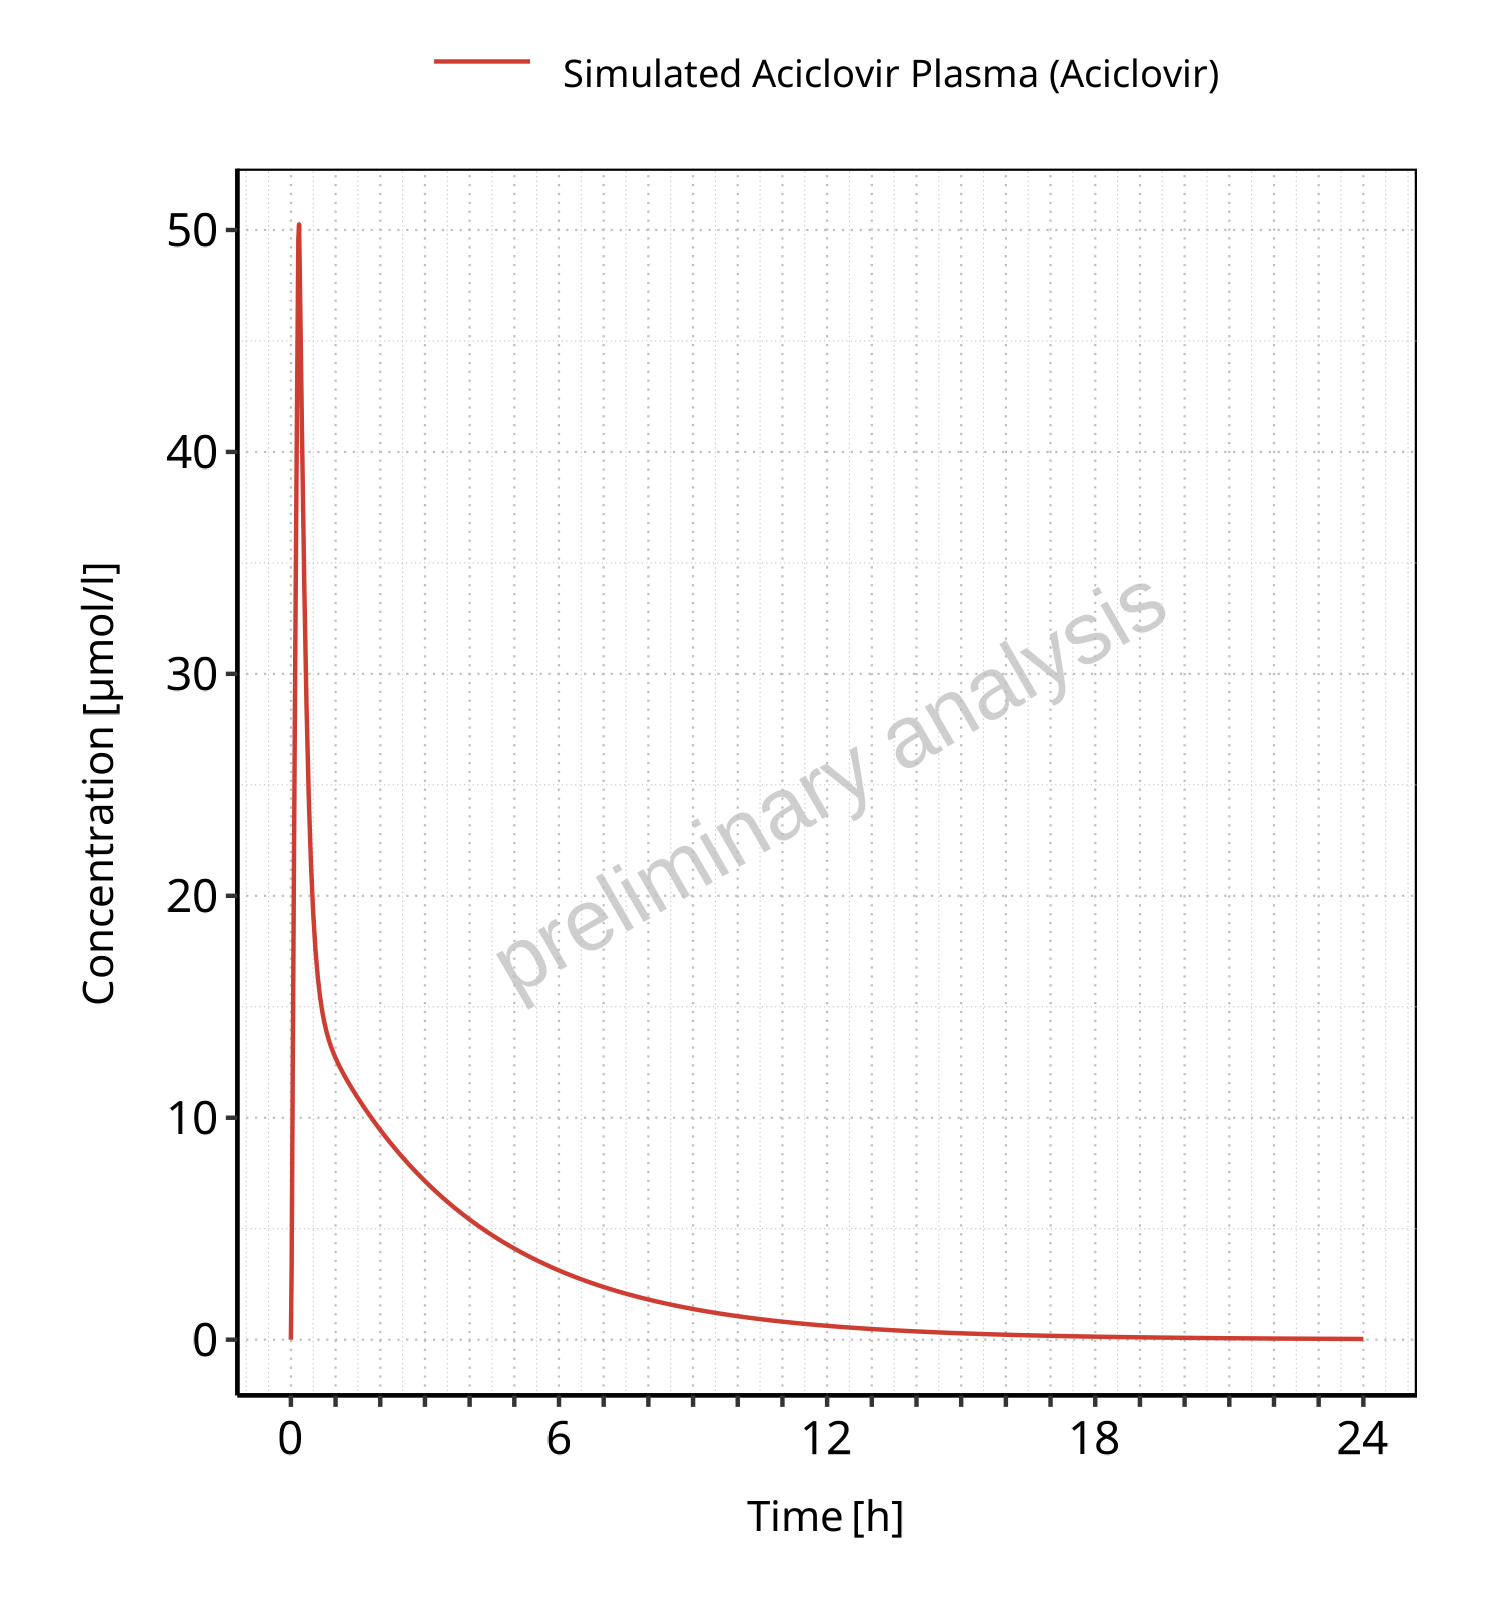 Simulated Aciclovir Plasma (Aciclovir)
50
40
30
20
10
0
Concentration [µmol/l]
preliminary analysis
0 6 12 18 24
Time [h]